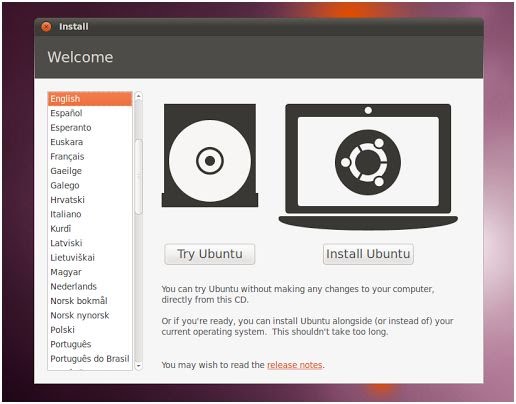 Install
Welcome
English
Español
Esperanto
Euskara
Français
Gaeilge
Galego
Hrvatski
Italiano
Kurdî
Latviski
Lietuviškai
Magyar
Nederlands
Norsk bokmål
Norsk nynorsk
Polski
Português
Português do Brasil
Try Ubuntu
Install Ubuntu
You can try Ubuntu without making any changes to your computer,
directly from this CD.
Or if you're ready, you can install Ubuntu alongside (or instead of) your
current operating system.  This shouldn't take too long.
You may wish to read the release notes.